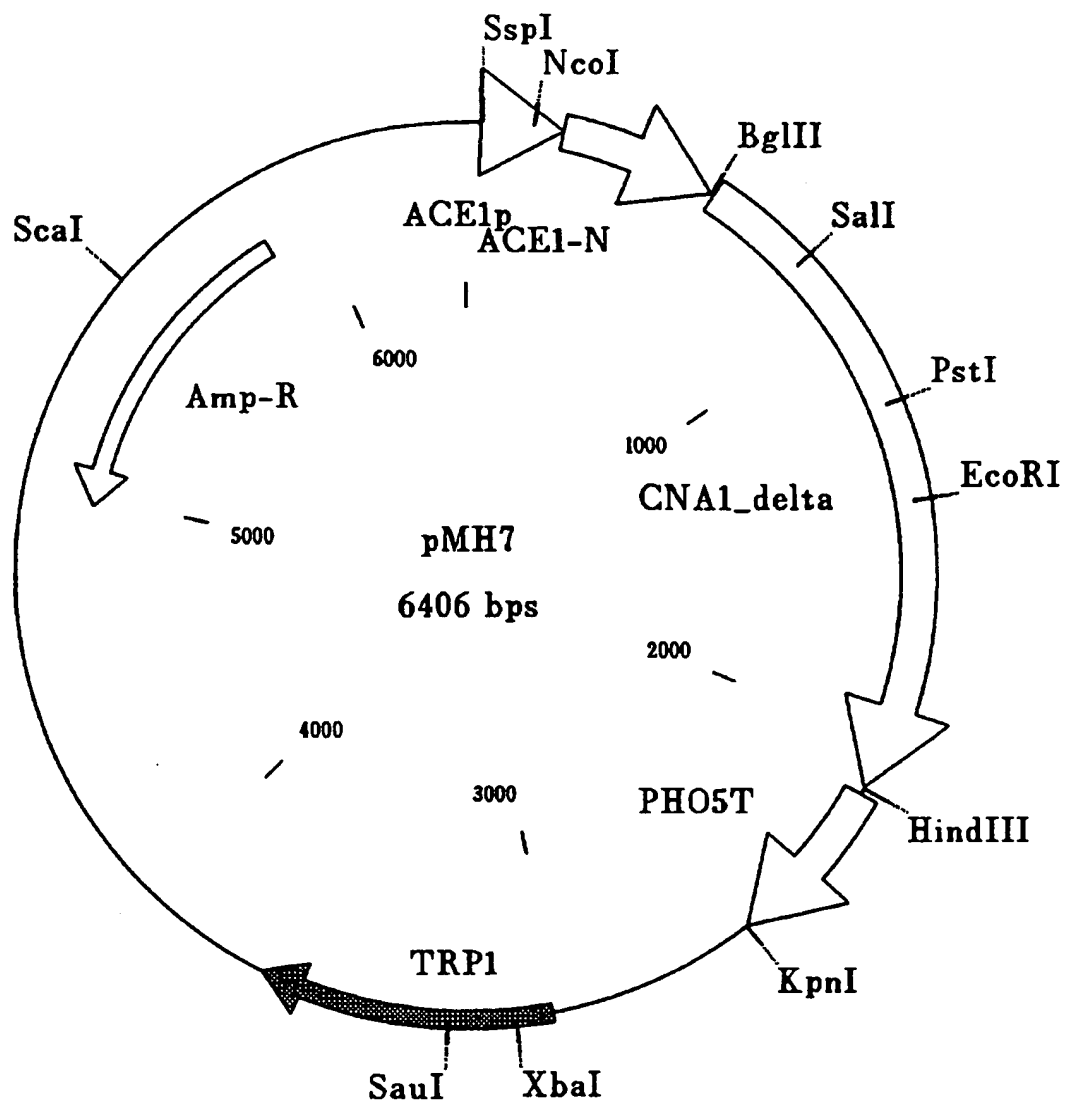 SspI
NcoI
BglII
SalI
ScaI
ACE1p
ACE1-N
PstI
6000
Amp-R
1000
EcoRI
CNA1_delta
5000
pMH7
6406 bps
2000
4000
3000
PHO5T
HindIII
TRP1
KpnI
SauI
XbaI